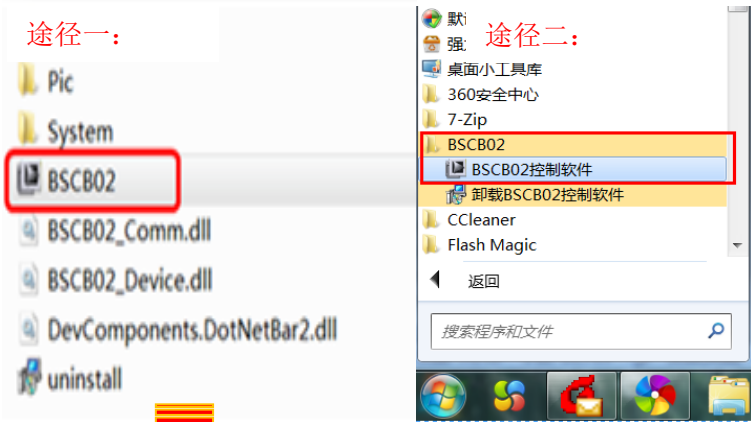 途径一：
Pic
System
BSCB02
BSCB02_Comm.dll
BSCB02_Device.dll
DevComponents.DotNetBar2.dll
uninstall
途径二：
默
强
桌面小工具库
360安全中心
7-Zip
BSCB02
BSCB02控制软件
卸载BSCB02控制软件
CCleaner
Flash Magic
返回
搜索程序和文件